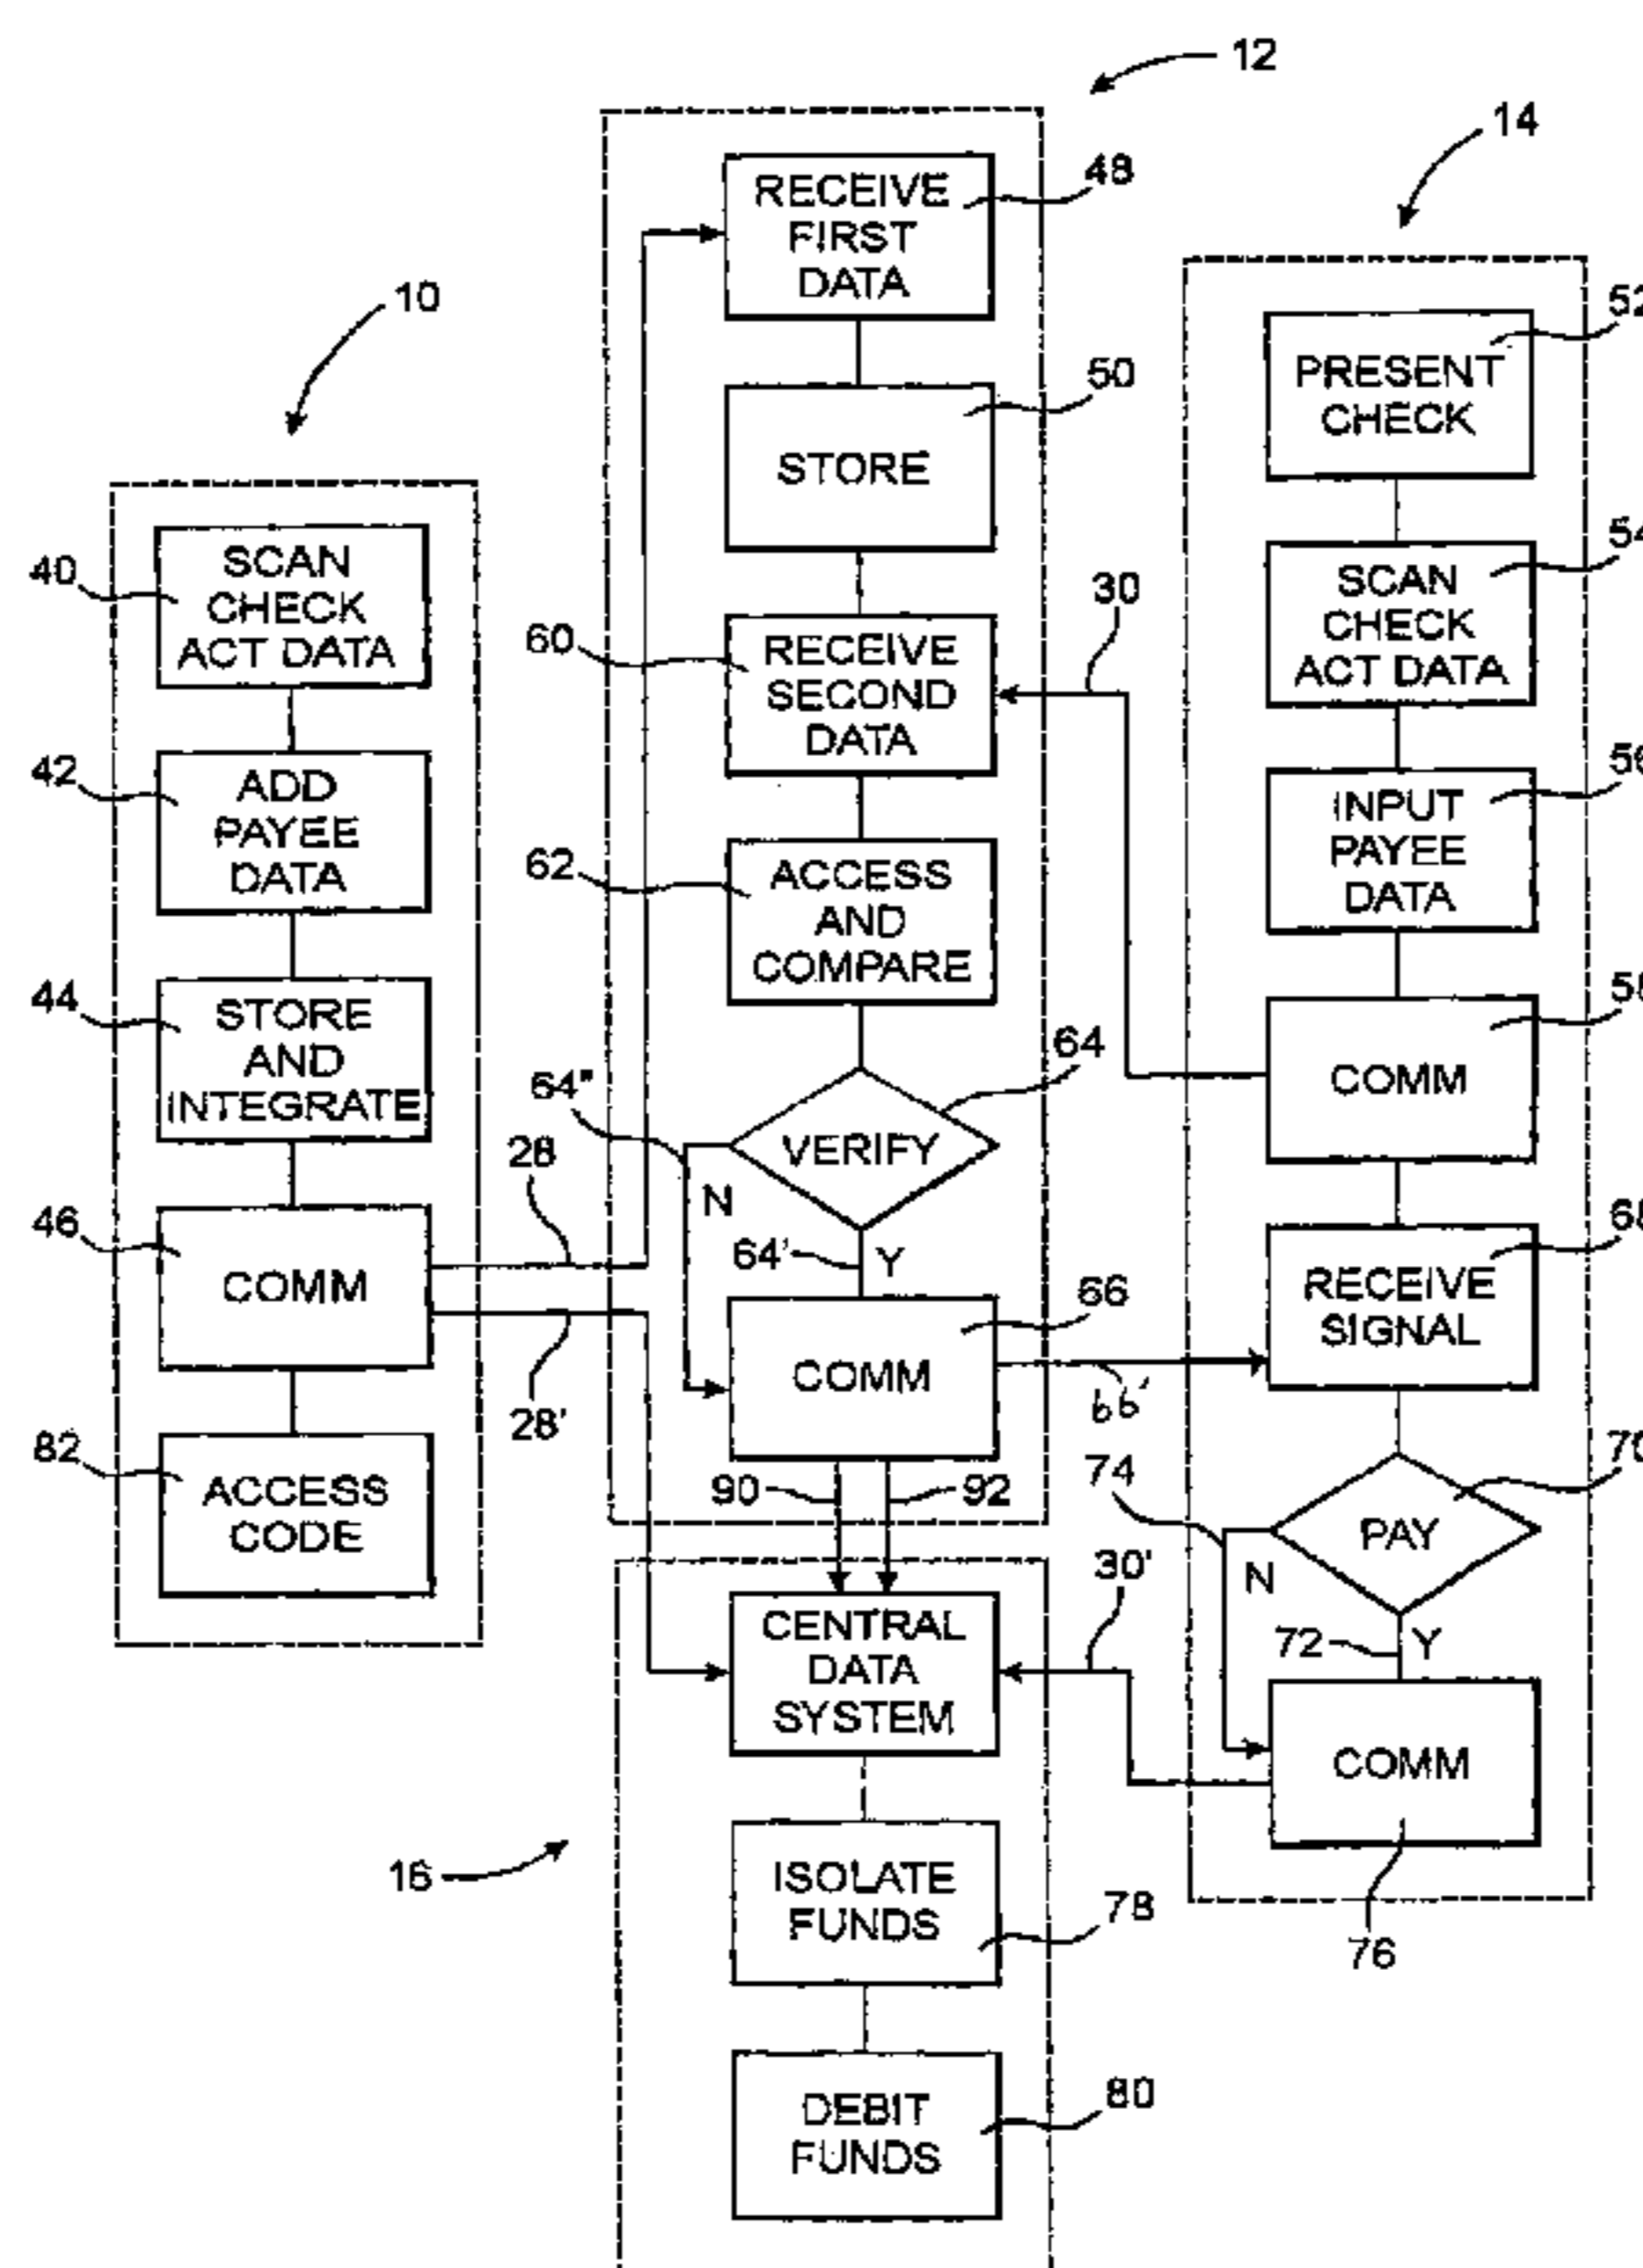 12
14
10
48
RECEIVE
FIRST
DATA
50
STORE
60
RECEIVE
SECOND
DATA
30
62
ACCESS
AND
COMPARE
64
VERIFY
64"
N
64'
Y
66
COMM
66'
90
92
40
SCAN
CHECK
ACT DATA
42
ADD
PAYEE
DATA
44
STORE
AND
INTEGRATE
46
COMM
28
28'
82
ACCESS
CODE
52
PRESENT
CHECK
54
SCAN
CHECK
ACT DATA
56
INPUT
PAYEE
DATA
COMM
RECEIVE
SIGNAL
PAY
74
N
72
Y
COMM
76
30'
CENTRAL
DATA
SYSTEM
16
ISOLATE
FUNDS
78
DEBIT
FUNDS
80